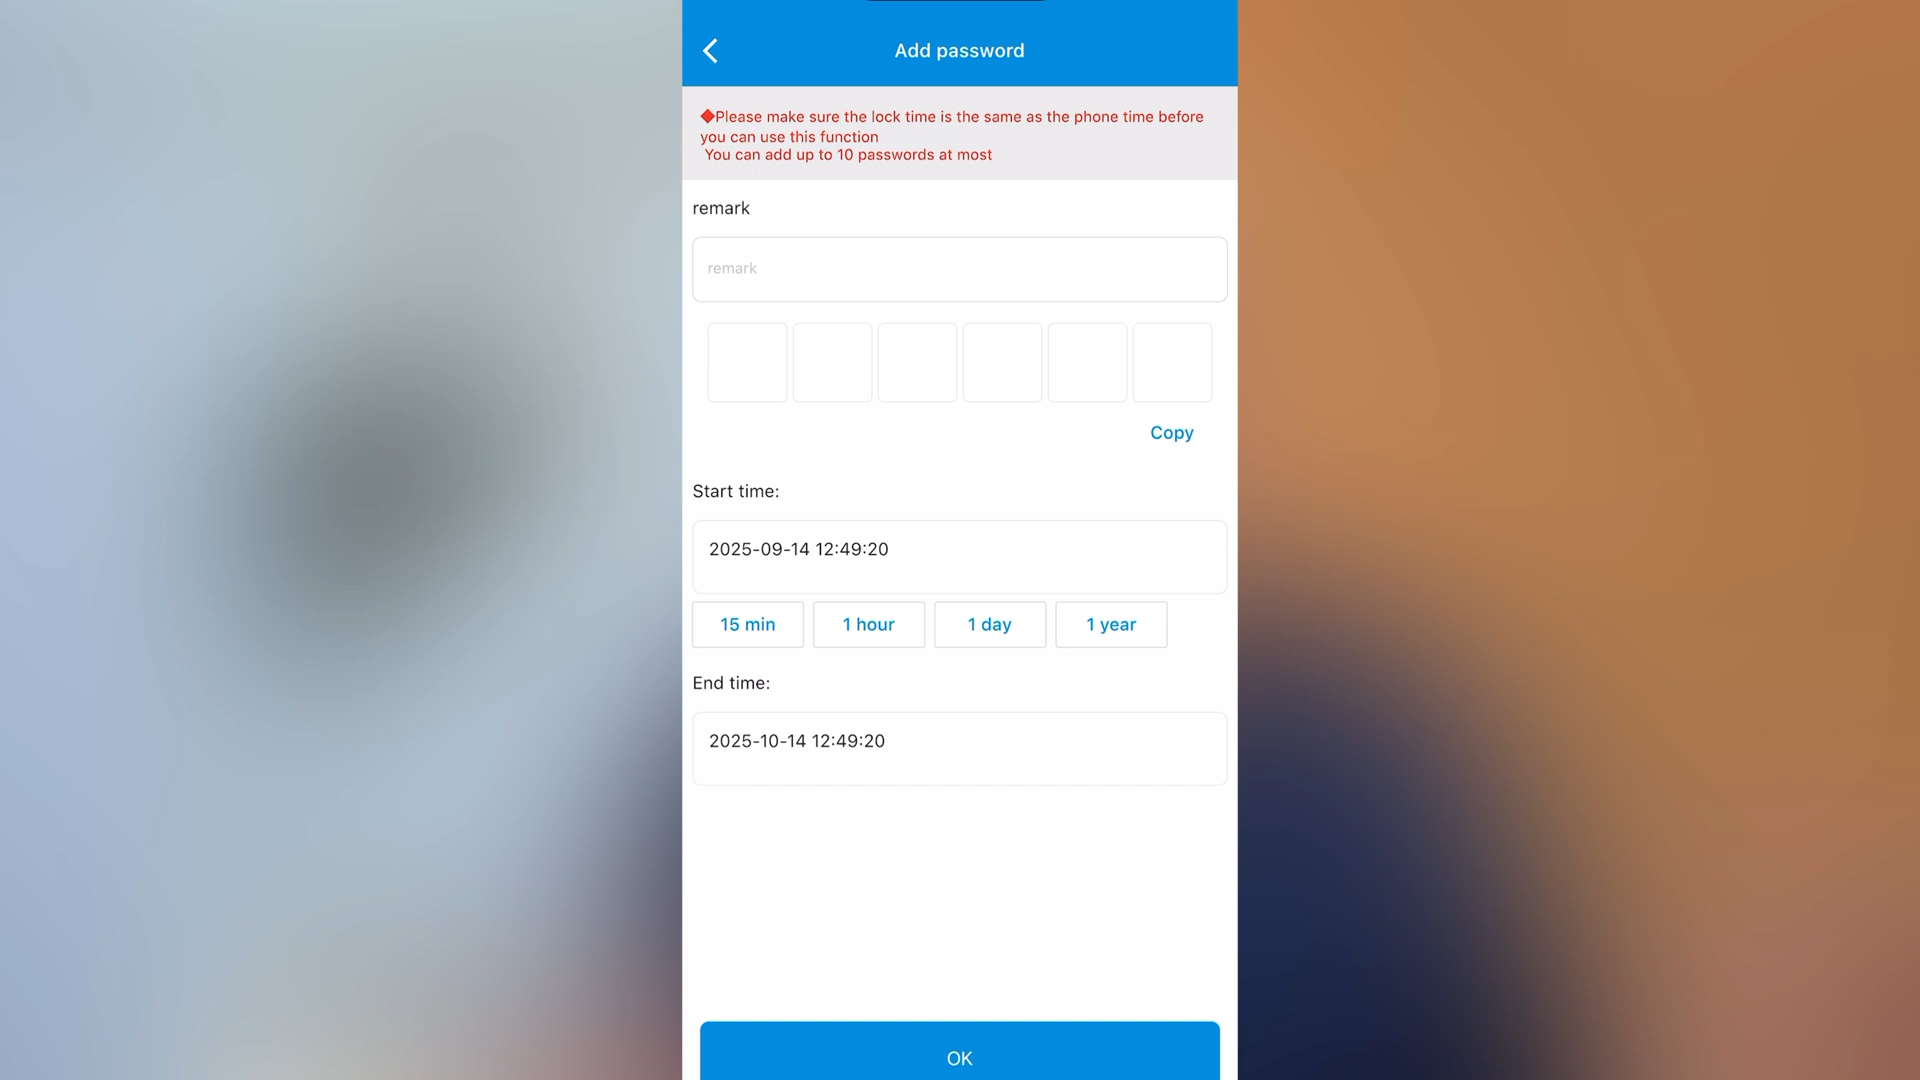 Add password
◆Please make sure the lock time is the same as the phone time before
you can use this function
You can add up to 10 passwords at most
remark
remark
Copy
Start time:
2025-09-14 12:49:20
15 min 1 hour 1 day 1 year
End time:
2025-10-14 12:49:20
OK